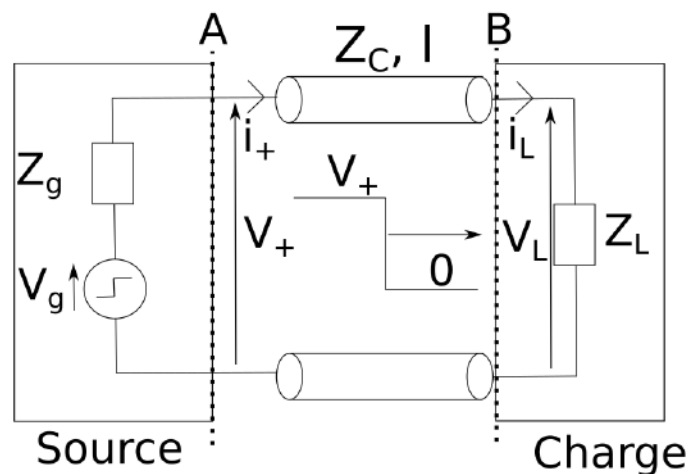 A
B
Z_C, l
i_+
i_L
Z_g
V_+
V_+
V_L
Z_L
V_g
0
Source
Charge